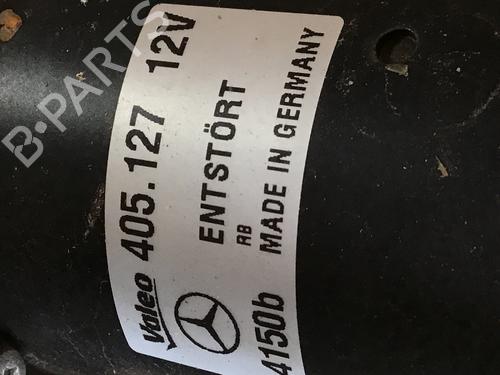 Valeo 405.127 12V
ENTSTÖRT
RB
4150b MADE IN GERMANY
B-PARTS